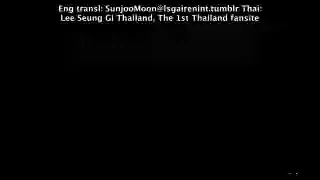 Eng transl: SunjooMoon@lsgairenint.tumblr Thai:
Lee Seung Gi Thailand, The 1st Thailand fansite